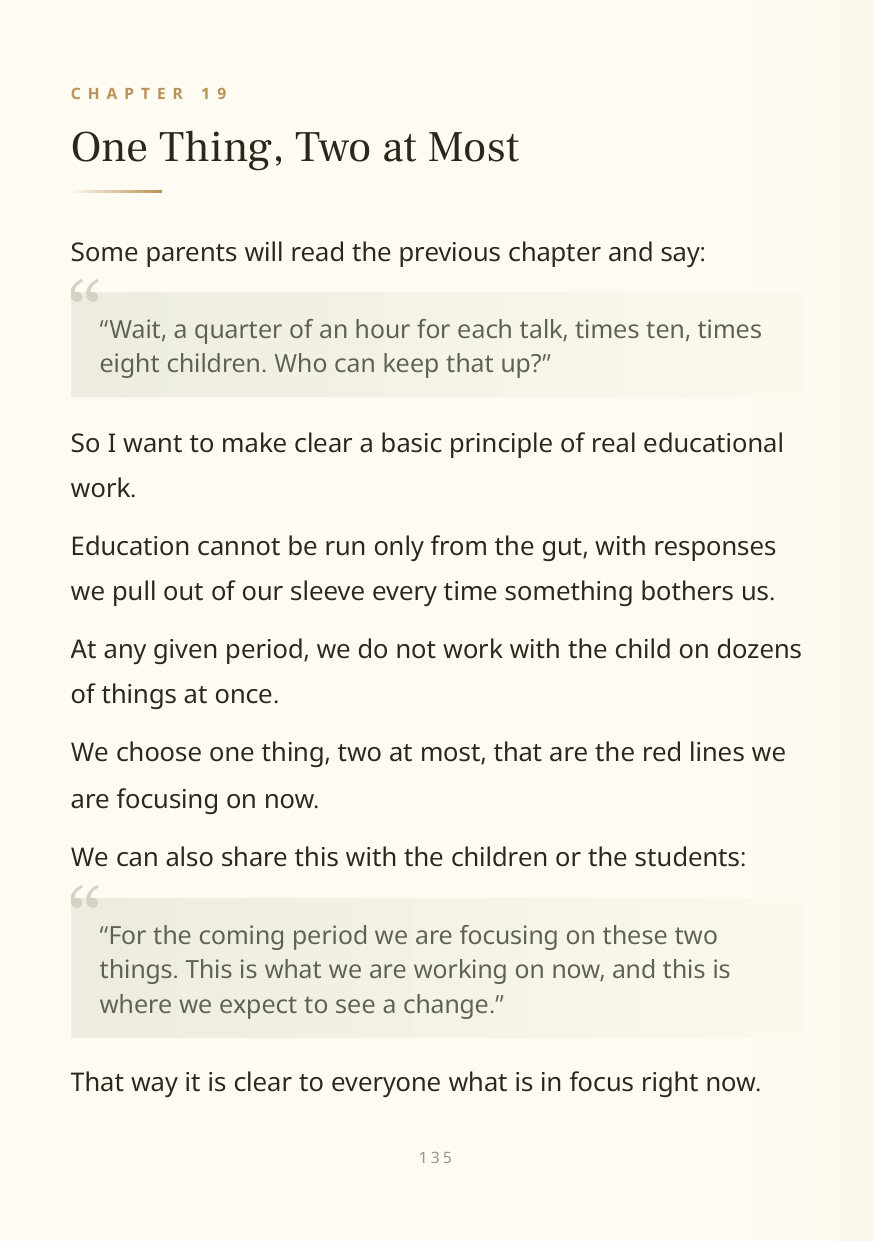 CHAPTER 19
One Thing, Two at Most
Some parents will read the previous chapter and say:
“
“Wait, a quarter of an hour for each talk, times ten, times
eight children. Who can keep that up?”
So I want to make clear a basic principle of real educational
work.
Education cannot be run only from the gut, with responses
we pull out of our sleeve every time something bothers us.
At any given period, we do not work with the child on dozens
of things at once.
We choose one thing, two at most, that are the red lines we
are focusing on now.
We can also share this with the children or the students:
“
“For the coming period we are focusing on these two
things. This is what we are working on now, and this is
where we expect to see a change.”
That way it is clear to everyone what is in focus right now.
135